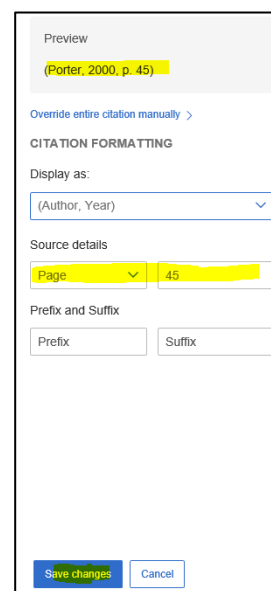 Preview
(Porter, 2000, p. 45)
Override entire citation manually >
CITATION FORMATTING
Display as:
(Author, Year)
Source details
Page 45
Prefix and Suffix
Prefix Suffix
Save changes Cancel